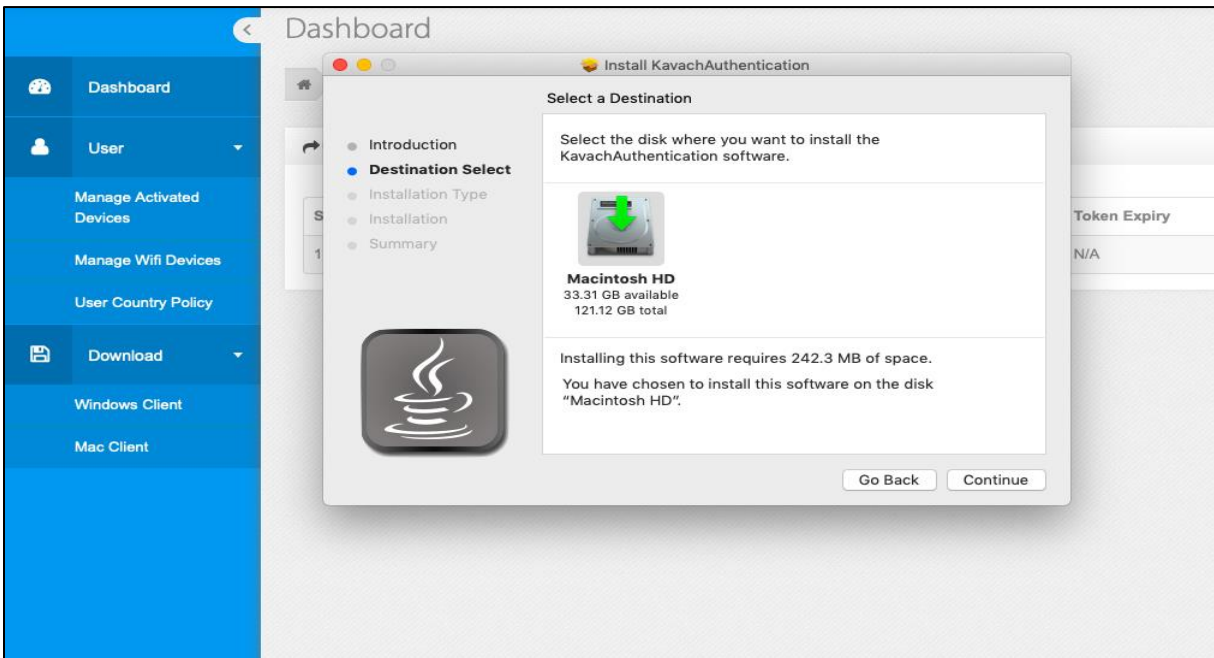 Dashboard
Dashboard
User
Manage Activated
Devices
Manage Wifi Devices
User Country Policy
Download
Windows Client
Mac Client
Install KavachAuthentication
Select a Destination
Introduction
Destination Select
Installation Type
Installation
Summary
Select the disk where you want to install the
KavachAuthentication software.
Macintosh HD
33.31 GB available
121.12 GB total
Installing this software requires 242.3 MB of space.
You have chosen to install this software on the disk
“Macintosh HD”.
Go Back
Continue
S
Token Expiry
1
N/A